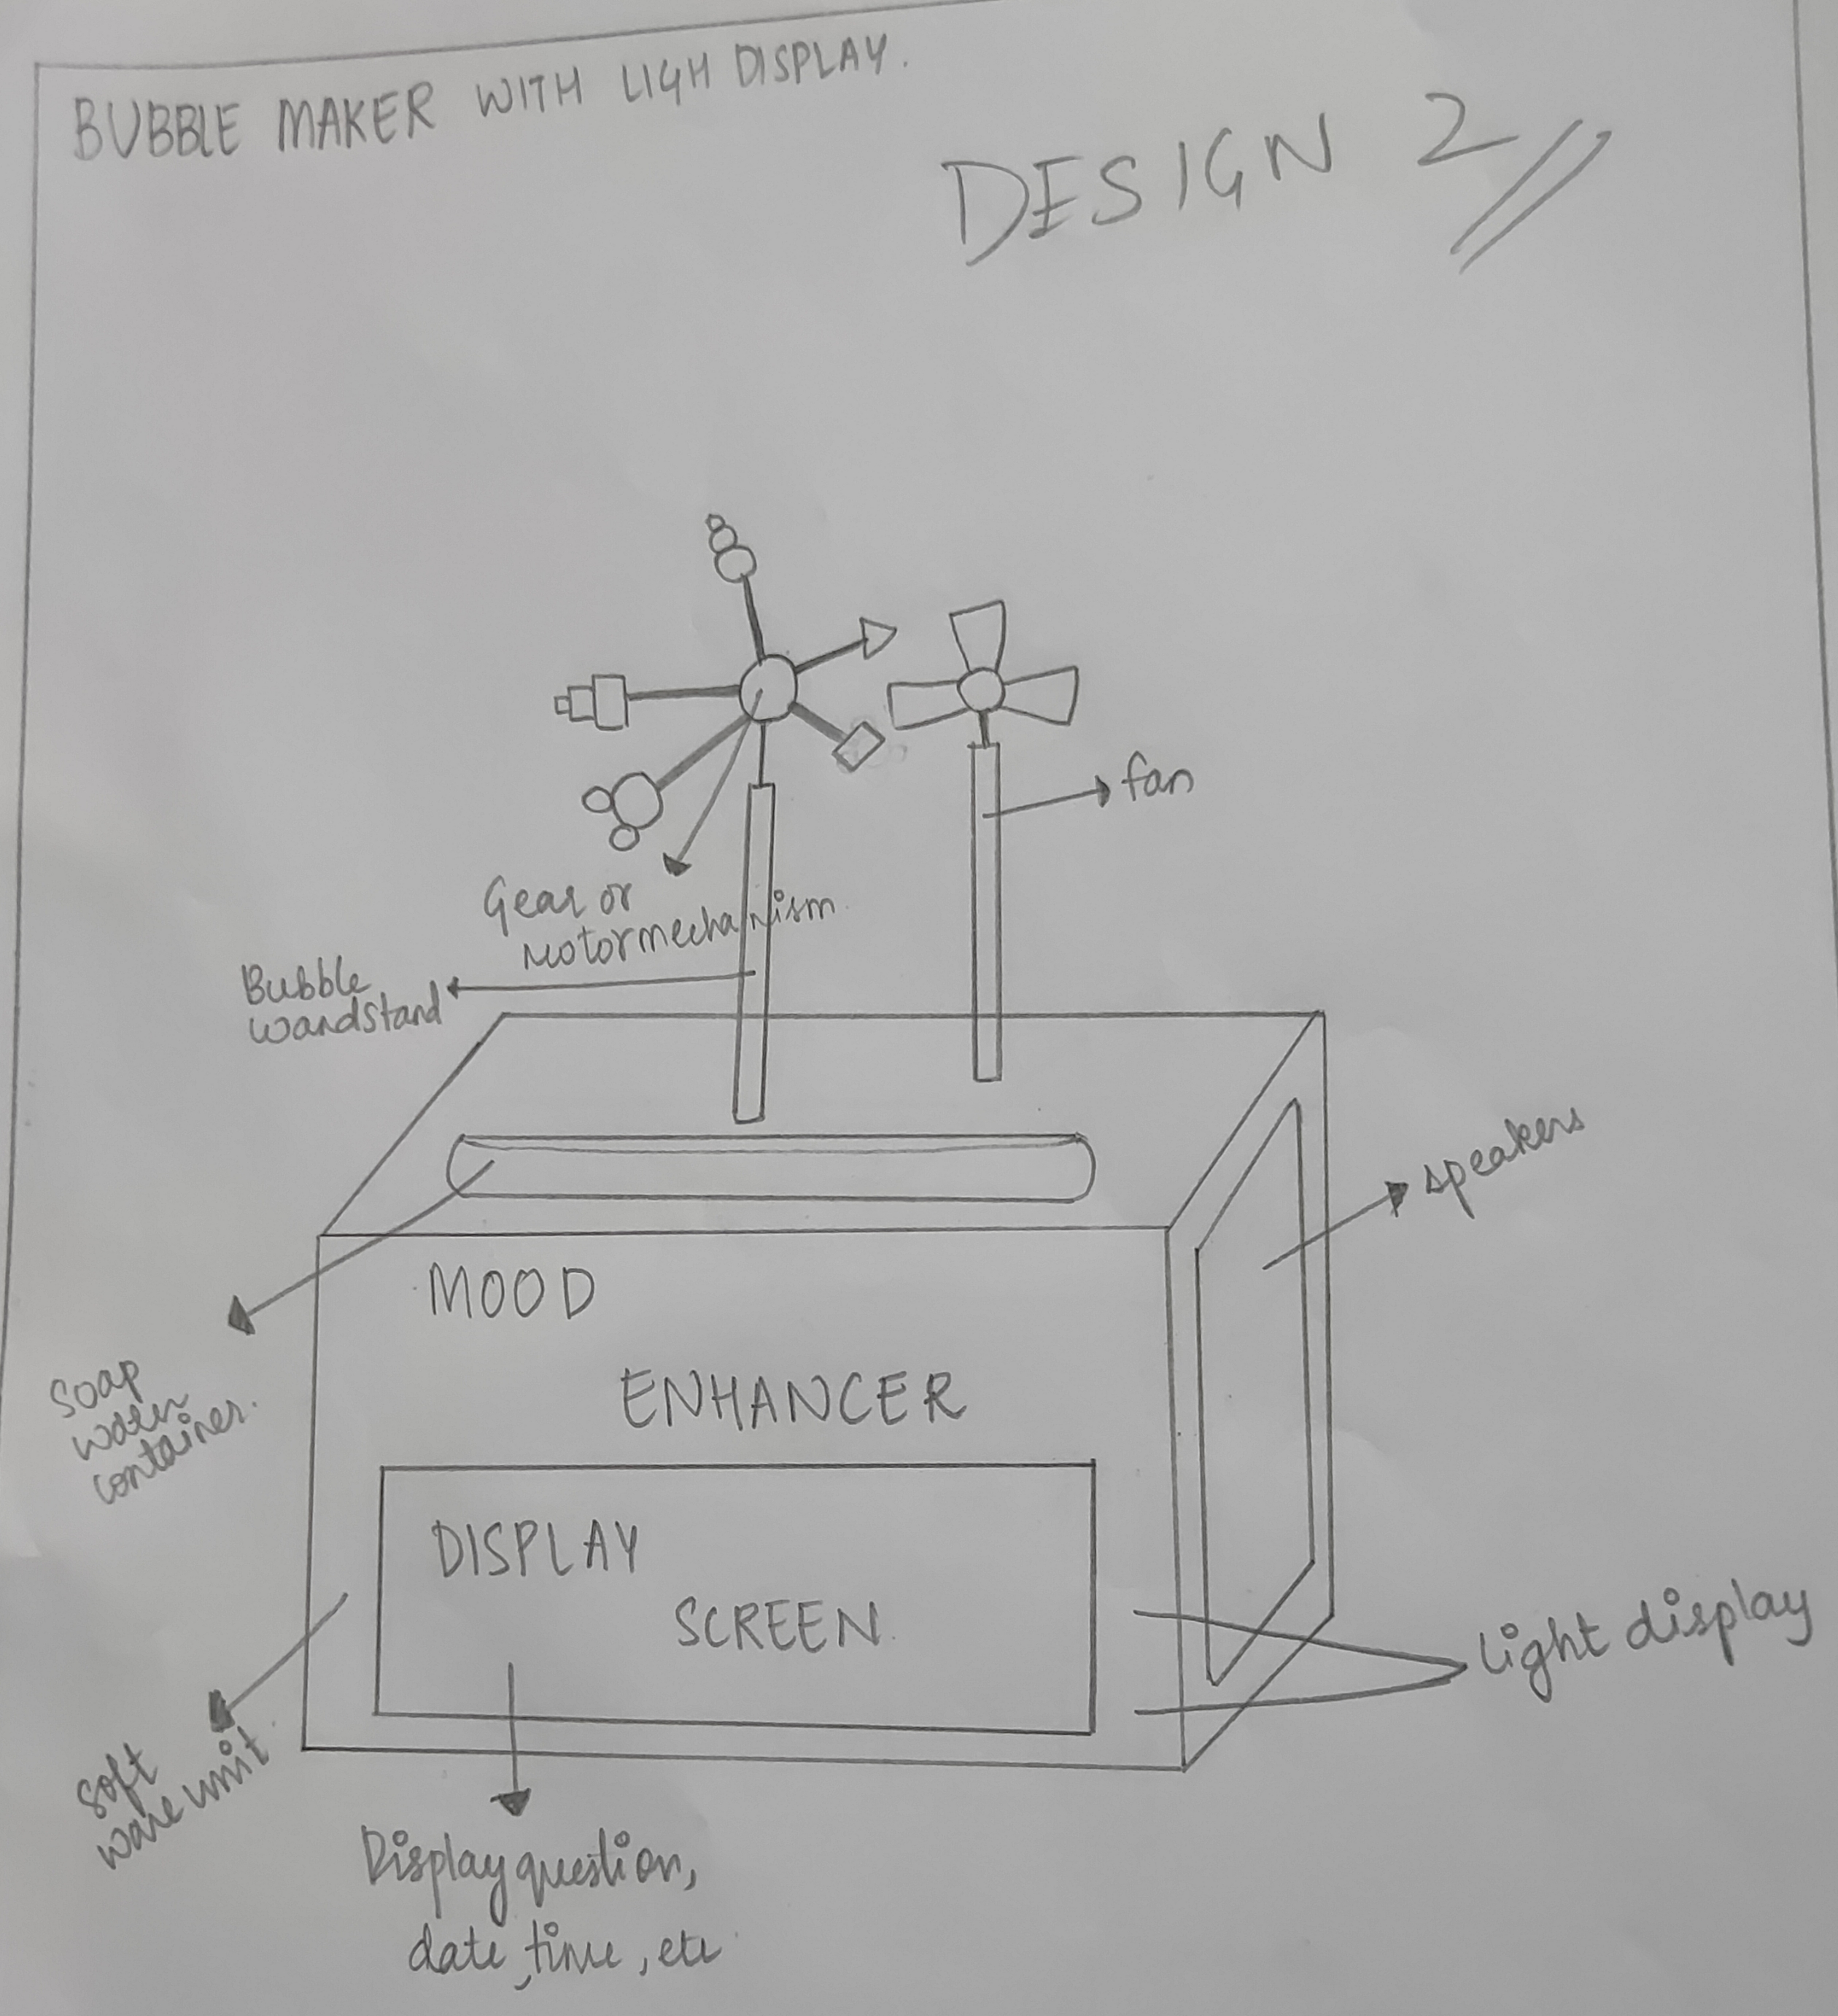 BUBBLE MAKER WITH LIGH DISPLAY.
DESIGN 2
fan
Gear or
Motormechanism
Bubble
wandstand
speakers
MOOD
ENHANCER
soap
water
container.
DISPLAY
SCREEN.
light display
soft
ware unit
Display question,
date, time, etc